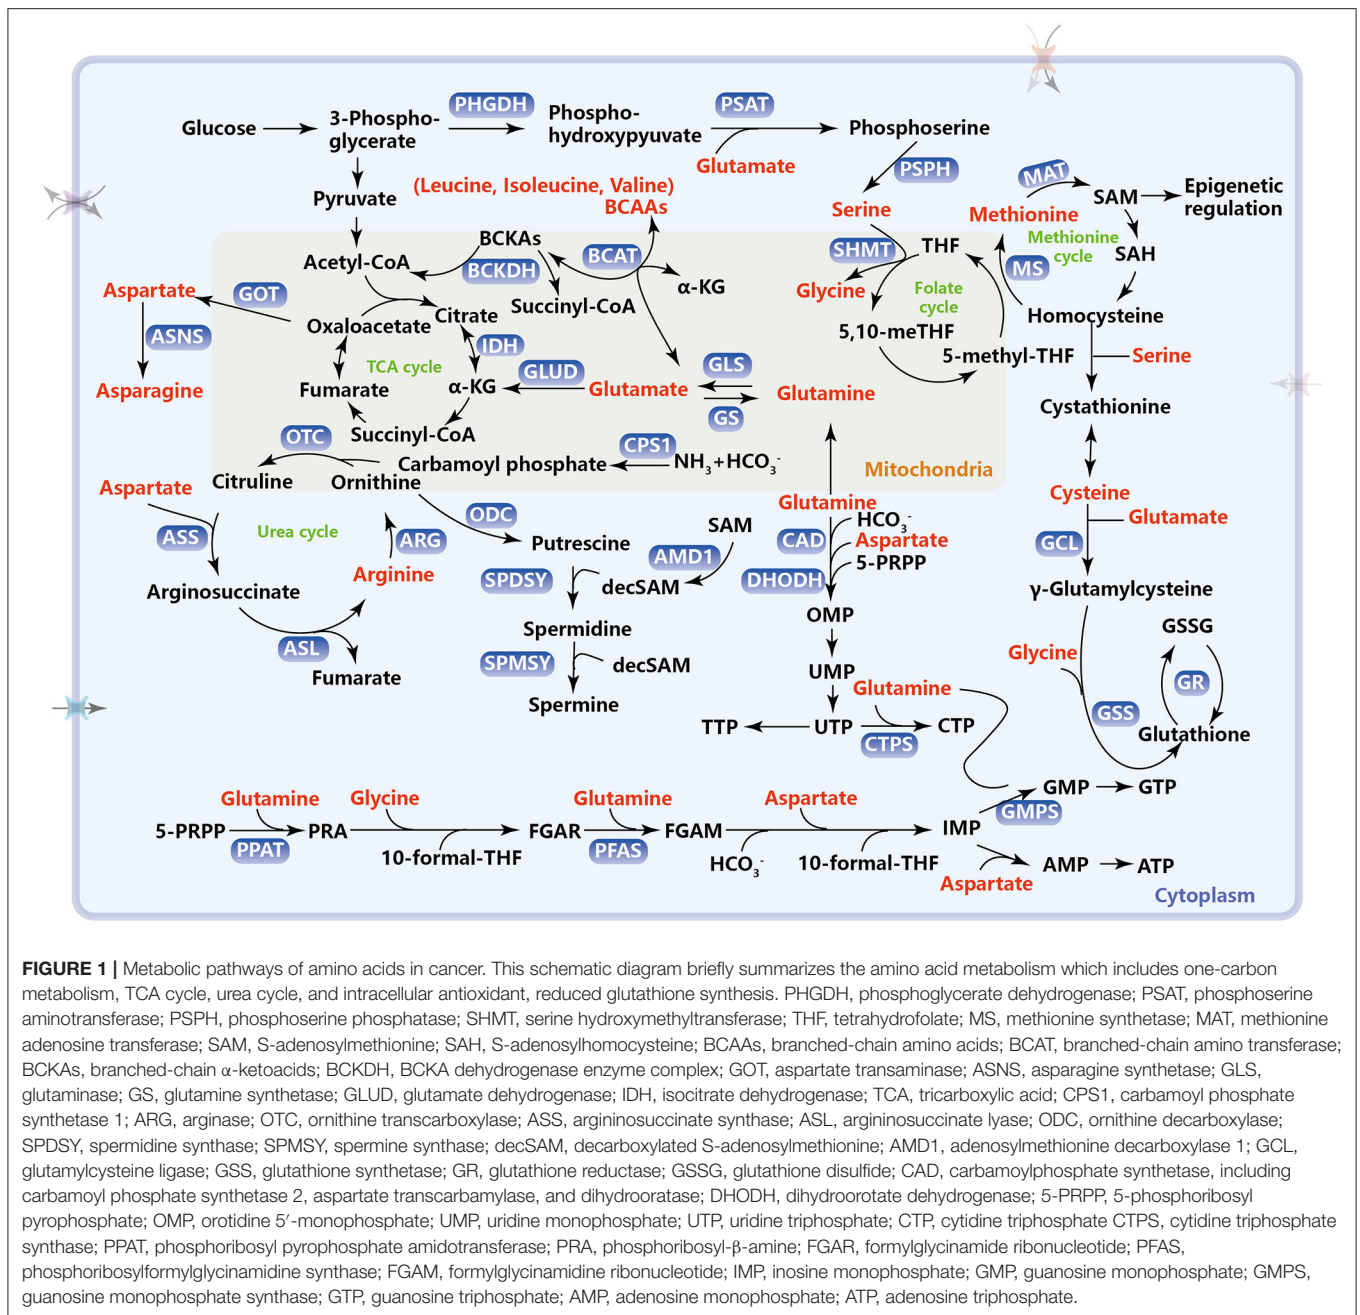 Glucose
3-Phospho-
glycerate
PHGDH
Phospho-
hydroxypyuvate
PSAT
Glutamate
Phosphoserine
PSPH
Serine
Pyruvate
(Leucine, Isoleucine, Valine)
BCAAs
MAT
Methionine
SAM
Epigenetic
regulation
Methionine
cycle
SAH
MS
Homocysteine
Acetyl-CoA
BCKAs
BCKDH
BCAT
α-KG
Succinyl-CoA
SHMT
THF
Glycine
Folate
cycle
5,10-meTHF
5-methyl-THF
Serine
Aspartate
GOT
ASNS
Asparagine
Oxaloacetate
Citrate
IDH
TCA cycle
Fumarate
α-KG
GLUD
Glutamate
GLS
GS
Glutamine
Succinyl-CoA
Cystathionine
OTC
Carbamoyl phosphate
CPS1
NH3+HCO3-
Mitochondria
Citruline
Ornithine
Aspartate
ASS
Urea cycle
ARG
Arginine
Arginosuccinate
ASL
Fumarate
ODC
Putrescine
SAM
AMD1
SPDSY
decSAM
Spermidine
SPMSY
decSAM
Spermine
Glutamine
HCO3-
CAD
Aspartate
5-PRPP
DHODH
OMP
UMP
Glutamine
TTP
UTP
CTPS
CTP
Cysteine
Glutamate
GCL
γ-Glutamylcysteine
GSSG
Glycine
GR
GSS
Glutathione
5-PRPP
Glutamine
PPAT
PRA
Glycine
10-formal-THF
FGAR
Glutamine
PFAS
FGAM
HCO3-
Aspartate
10-formal-THF
IMP
GMPS
GMP
GTP
Aspartate
AMP
ATP
Cytoplasm
FIGURE 1 | Metabolic pathways of amino acids in cancer. This schematic diagram briefly summarizes the amino acid metabolism which includes one-carbon
metabolism, TCA cycle, urea cycle, and intracellular antioxidant, reduced glutathione synthesis. PHGDH, phosphoglycerate dehydrogenase; PSAT, phosphoserine
aminotransferase; PSPH, phosphoserine phosphatase; SHMT, serine hydroxymethyltransferase; THF, tetrahydrofolate; MS, methionine synthetase; MAT, methionine
adenosine transferase; SAM, S-adenosylmethionine; SAH, S-adenosylhomocysteine; BCAAs, branched-chain amino acids; BCAT, branched-chain amino transferase;
BCKAs, branched-chain α-ketoacids; BCKDH, BCKA dehydrogenase enzyme complex; GOT, aspartate transaminase; ASNS, asparagine synthetase; GLS,
glutaminase; GS, glutamine synthetase; GLUD, glutamate dehydrogenase; IDH, isocitrate dehydrogenase; TCA, tricarboxylic acid; CPS1, carbamoyl phosphate
synthetase 1; ARG, arginase; OTC, ornithine transcarboxylase; ASS, argininosuccinate synthase; ASL, argininosuccinate lyase; ODC, ornithine decarboxylase;
SPDSY, spermidine synthase; SPMSY, spermine synthase; decSAM, decarboxylated S-adenosylmethionine; AMD1, adenosylmethionine decarboxylase 1; GCL,
glutamylcysteine ligase; GSS, glutathione synthetase; GR, glutathione reductase; GSSG, glutathione disulfide; CAD, carbamoylphosphate synthetase, including
carbamoyl phosphate synthetase 2, aspartate transcarbamylase, and dihydrooratase; DHODH, dihydroorotate dehydrogenase; 5-PRPP, 5-phosphoribosyl
pyrophosphate; OMP, orotidine 5′-monophosphate; UMP, uridine monophosphate; UTP, uridine triphosphate; CTP, cytidine triphosphate CTPS, cytidine triphosphate
synthase; PPAT, phosphoribosyl pyrophosphate amidotransferase; PRA, phosphoribosyl-β-amine; FGAR, formylglycinamide ribonucleotide; PFAS,
phosphoribosylformylglycinamidine synthase; FGAM, formylglycinamidine ribonucleotide; IMP, inosine monophosphate; GMP, guanosine monophosphate; GMPS,
guanosine monophosphate synthase; GTP, guanosine triphosphate; AMP, adenosine monophosphate; ATP, adenosine triphosphate.